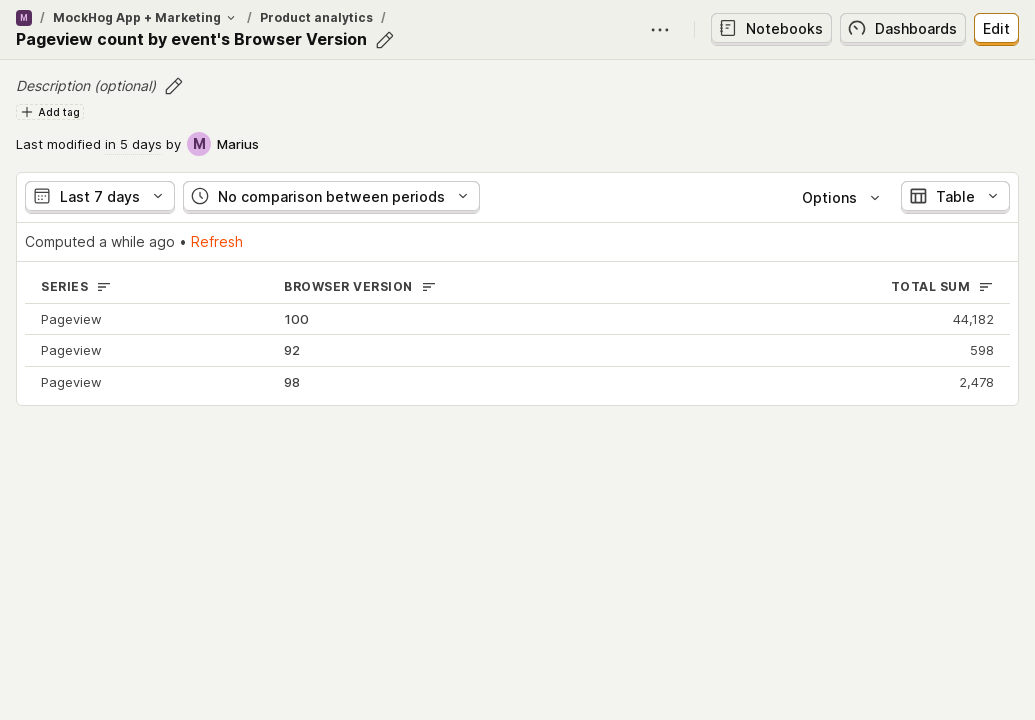 M / MockHog App + Marketing / Product analytics /
Pageview count by event's Browser Version
Notebooks
Dashboards
Edit
Description (optional)
Add tag
Last modified in 5 days by M Marius
Last 7 days
No comparison between periods
Options
Table
Computed a while ago • Refresh
SERIES BROWSER VERSION TOTAL SUM
Pageview 100 44,182
Pageview 92 598
Pageview 98 2,478